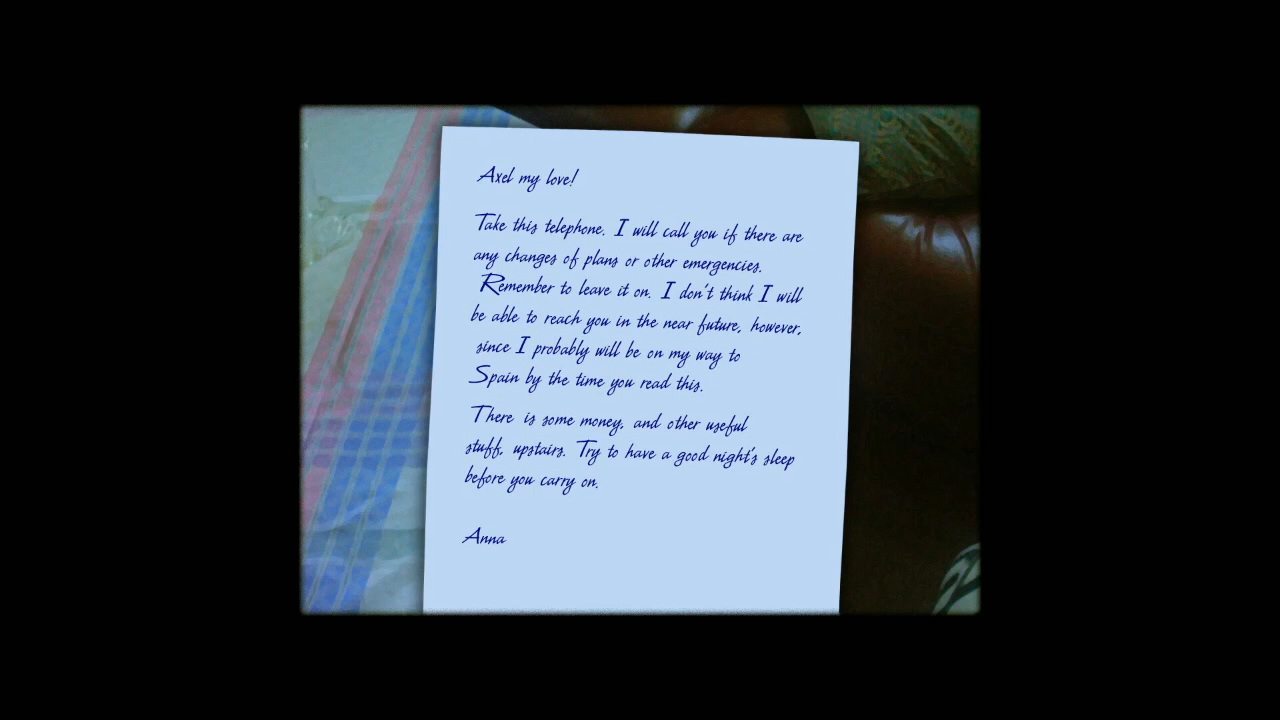 Axel my love!
Take this telephone. I will call you if there are
any changes of plans or other emergencies.
Remember to leave it on. I don't think I will
be able to reach you in the near future, however,
since I probably will be on my way to
Spain by the time you read this.
There is some money, and other useful
stuff, upstairs. Try to have a good night's sleep
before you carry on.
Anna